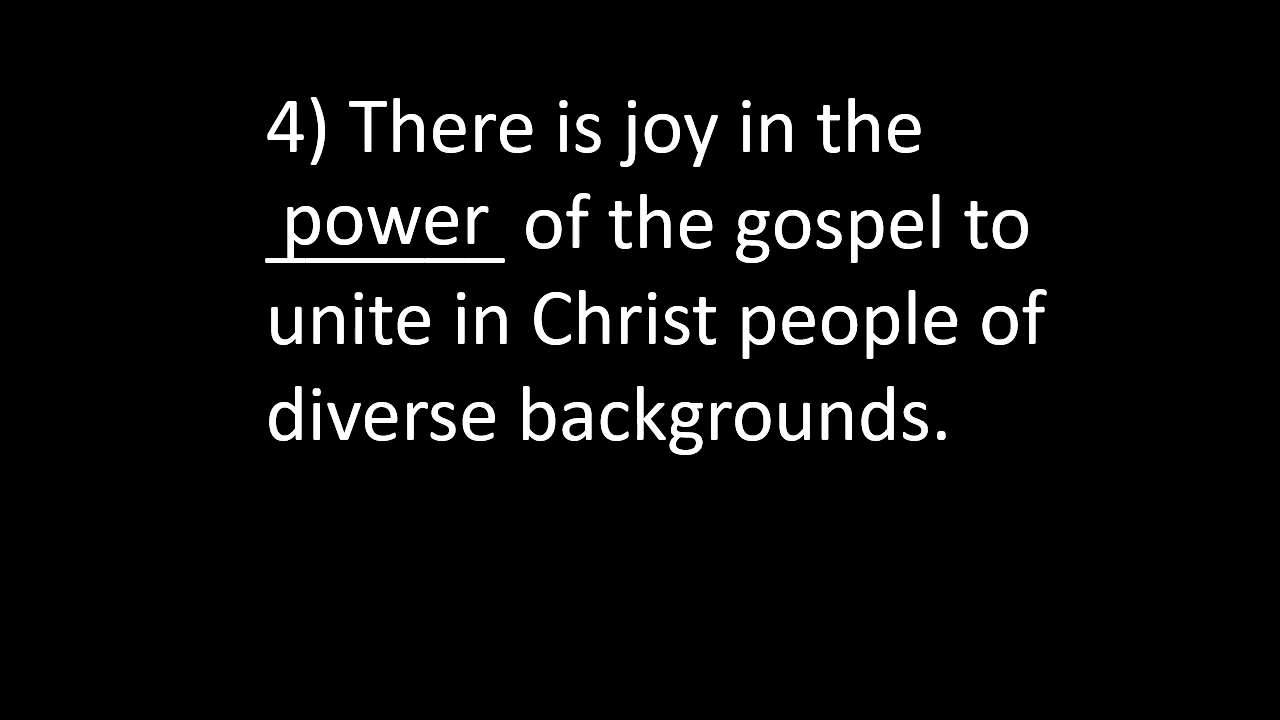 4) There is joy in the
power of the gospel to
unite in Christ people of
diverse backgrounds.